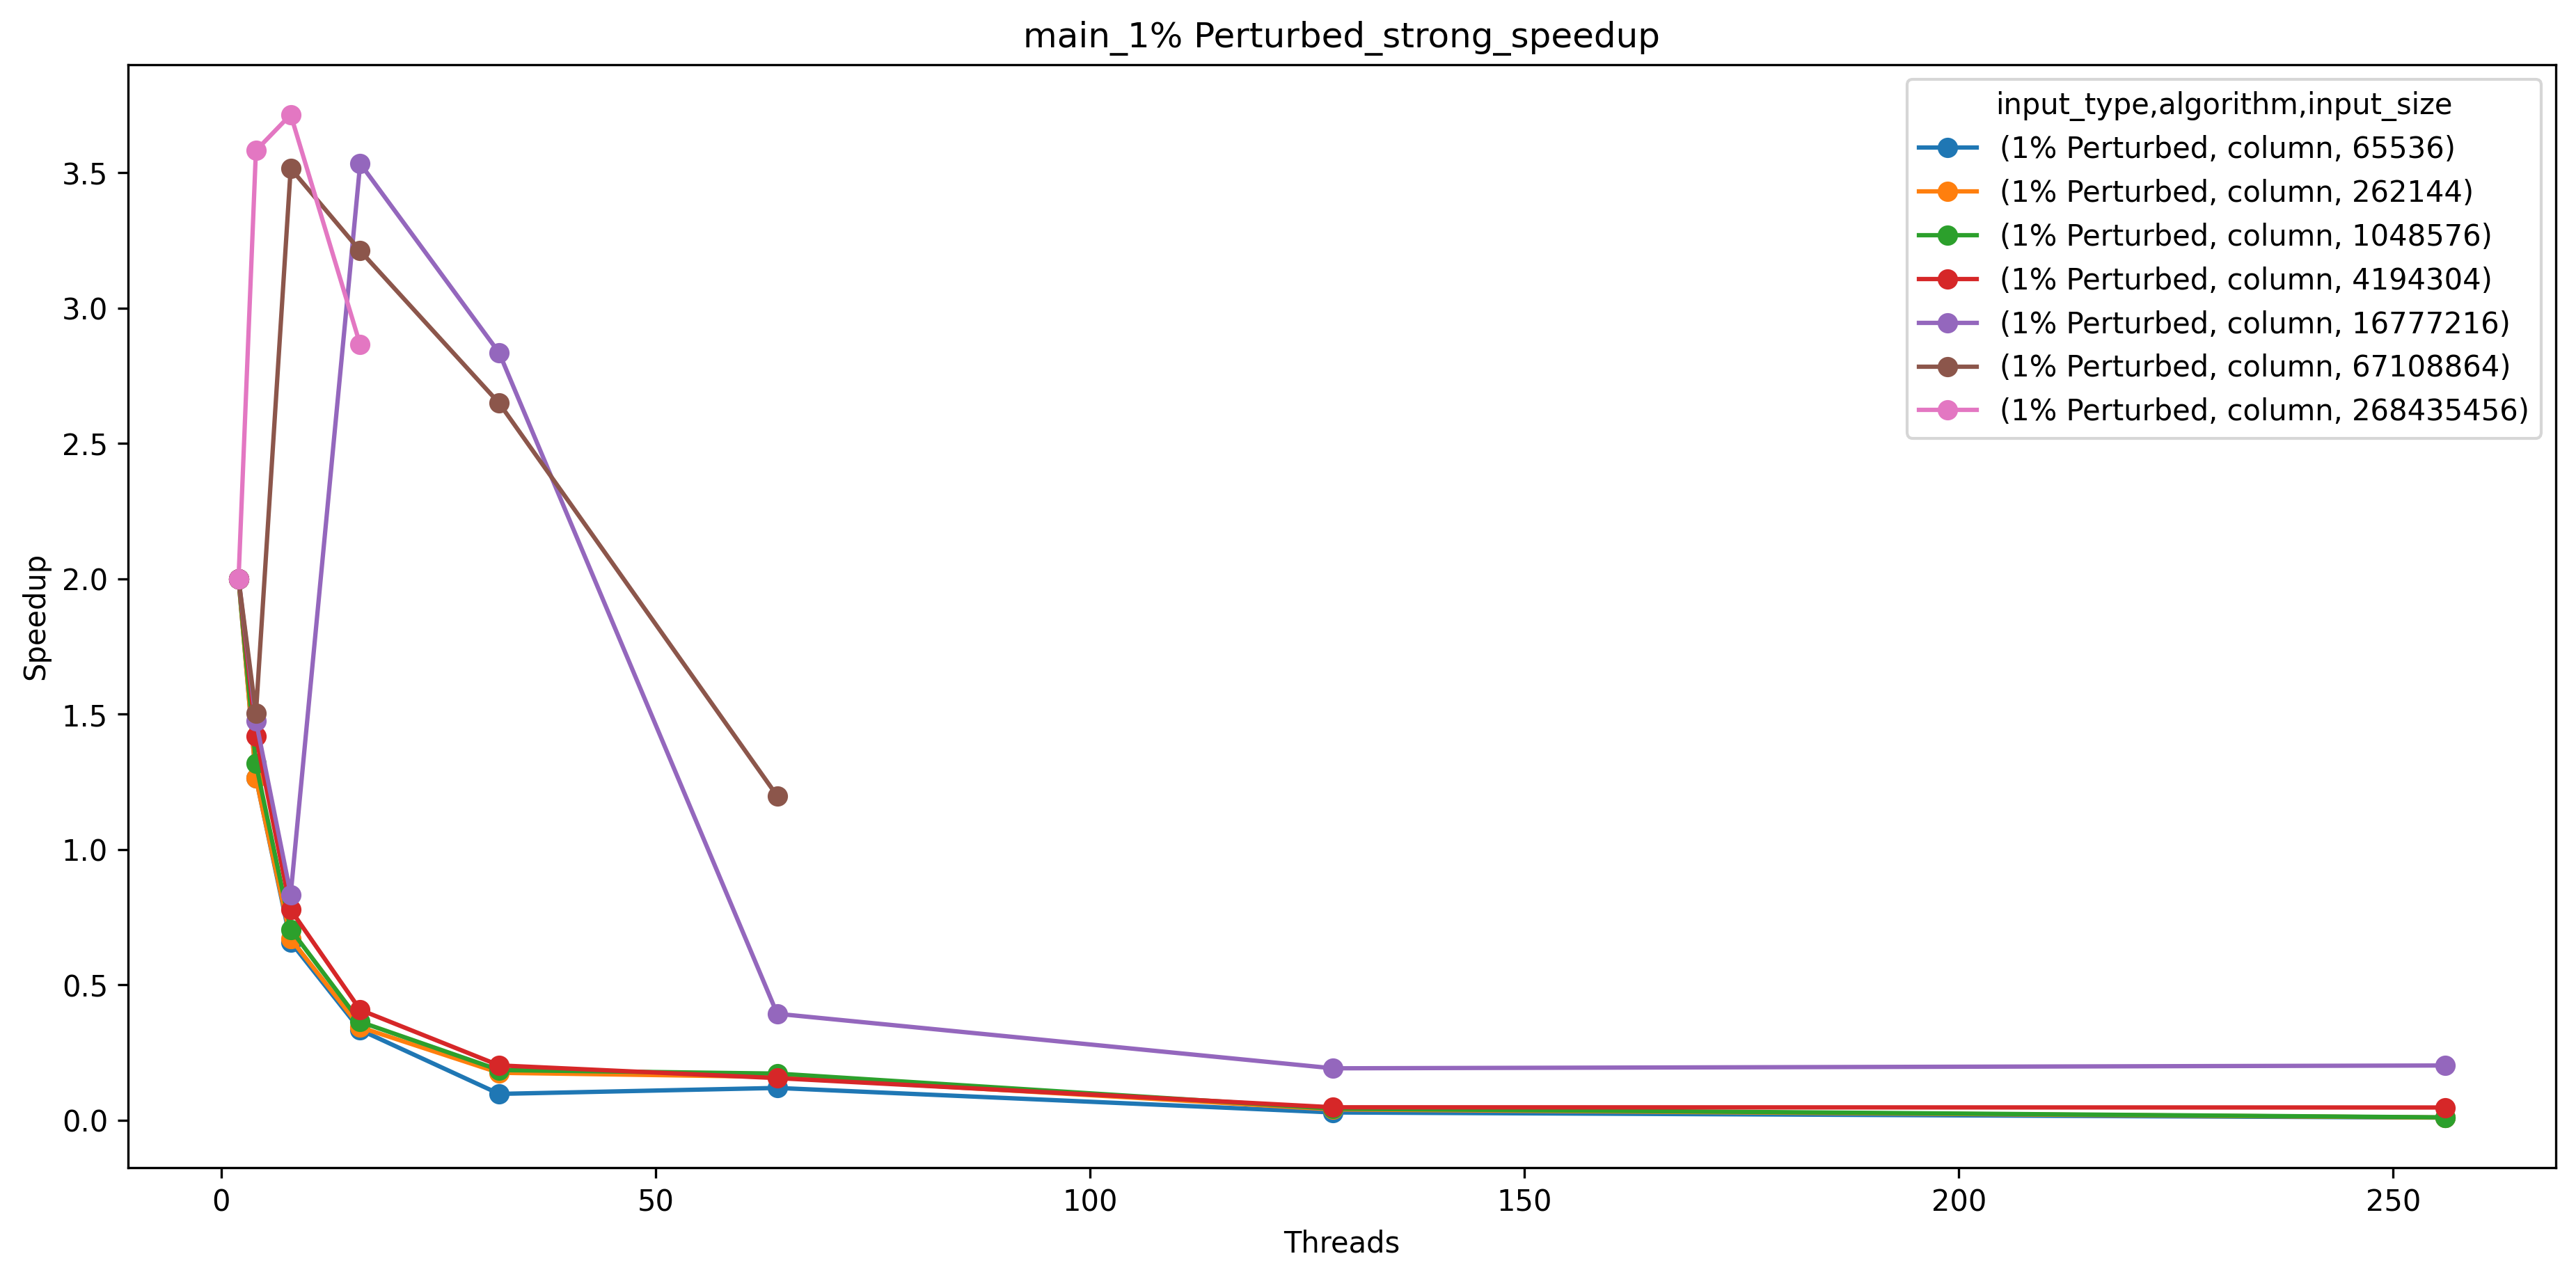 main_1% Perturbed_strong_speedup
input_type,algorithm,input_size
(1% Perturbed, column, 65536)
(1% Perturbed, column, 262144)
(1% Perturbed, column, 1048576)
(1% Perturbed, column, 4194304)
(1% Perturbed, column, 16777216)
(1% Perturbed, column, 67108864)
(1% Perturbed, column, 268435456)
Speedup
3.5
3.0
2.5
2.0
1.5
1.0
0.5
0.0
0 50 100 150 200 250
Threads